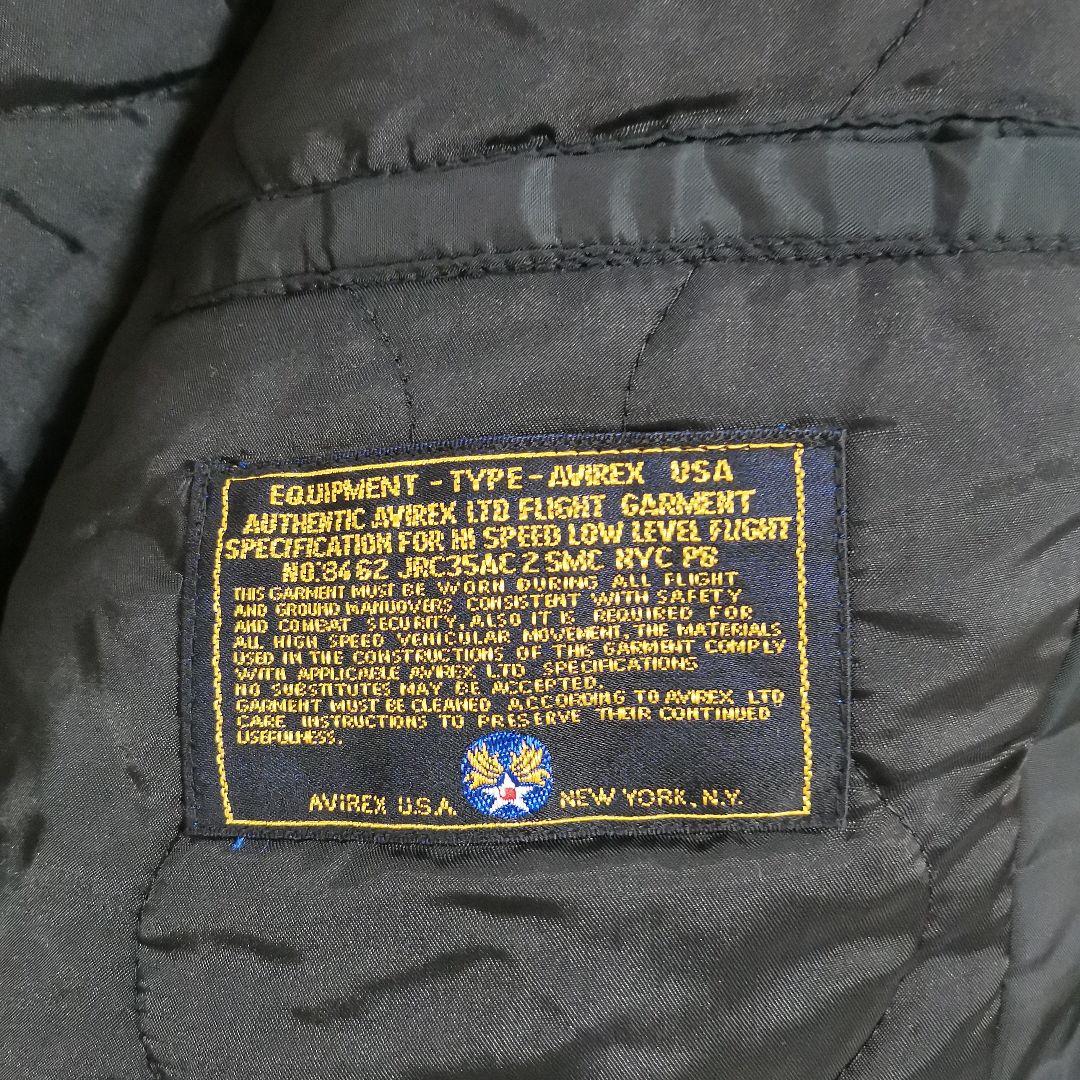 EQUIPMENT - TYPE - AVIREX USA
AUTHENTIC AVIREX LTD FLIGHT GARMENT
SPECIFICATION FOR HI SPEED LOW LEVEL FLIGHT
NO.8462 JRC35AC2 SMC NYC P8
THIS GARMENT MUST BE WORN DURING ALL FLIGHT
AND GROUND MANUOVERS CONSISTENT WITH SAFETY
AND COMBAT SECURITY. ALSO IT IS REQUIRED FOR
ALL HIGH SPEED VEHICULAR MOVEMENT. THE MATERIALS
USED IN THE CONSTRUCTIONS OF THIS GARMENT COMPLY
WITH APPLICABLE AVIREX LTD SPECIFICATIONS
NO SUBSTITUTES MAY BE ACCEPTED.
GARMENT MUST BE CLEANED ACCORDING TO AVIREX LTD
CARE INSTRUCTIONS TO PRESERVE THEIR CONTINUED
USEFULNESS.
AVIREX U.S.A. NEW YORK, N.Y.